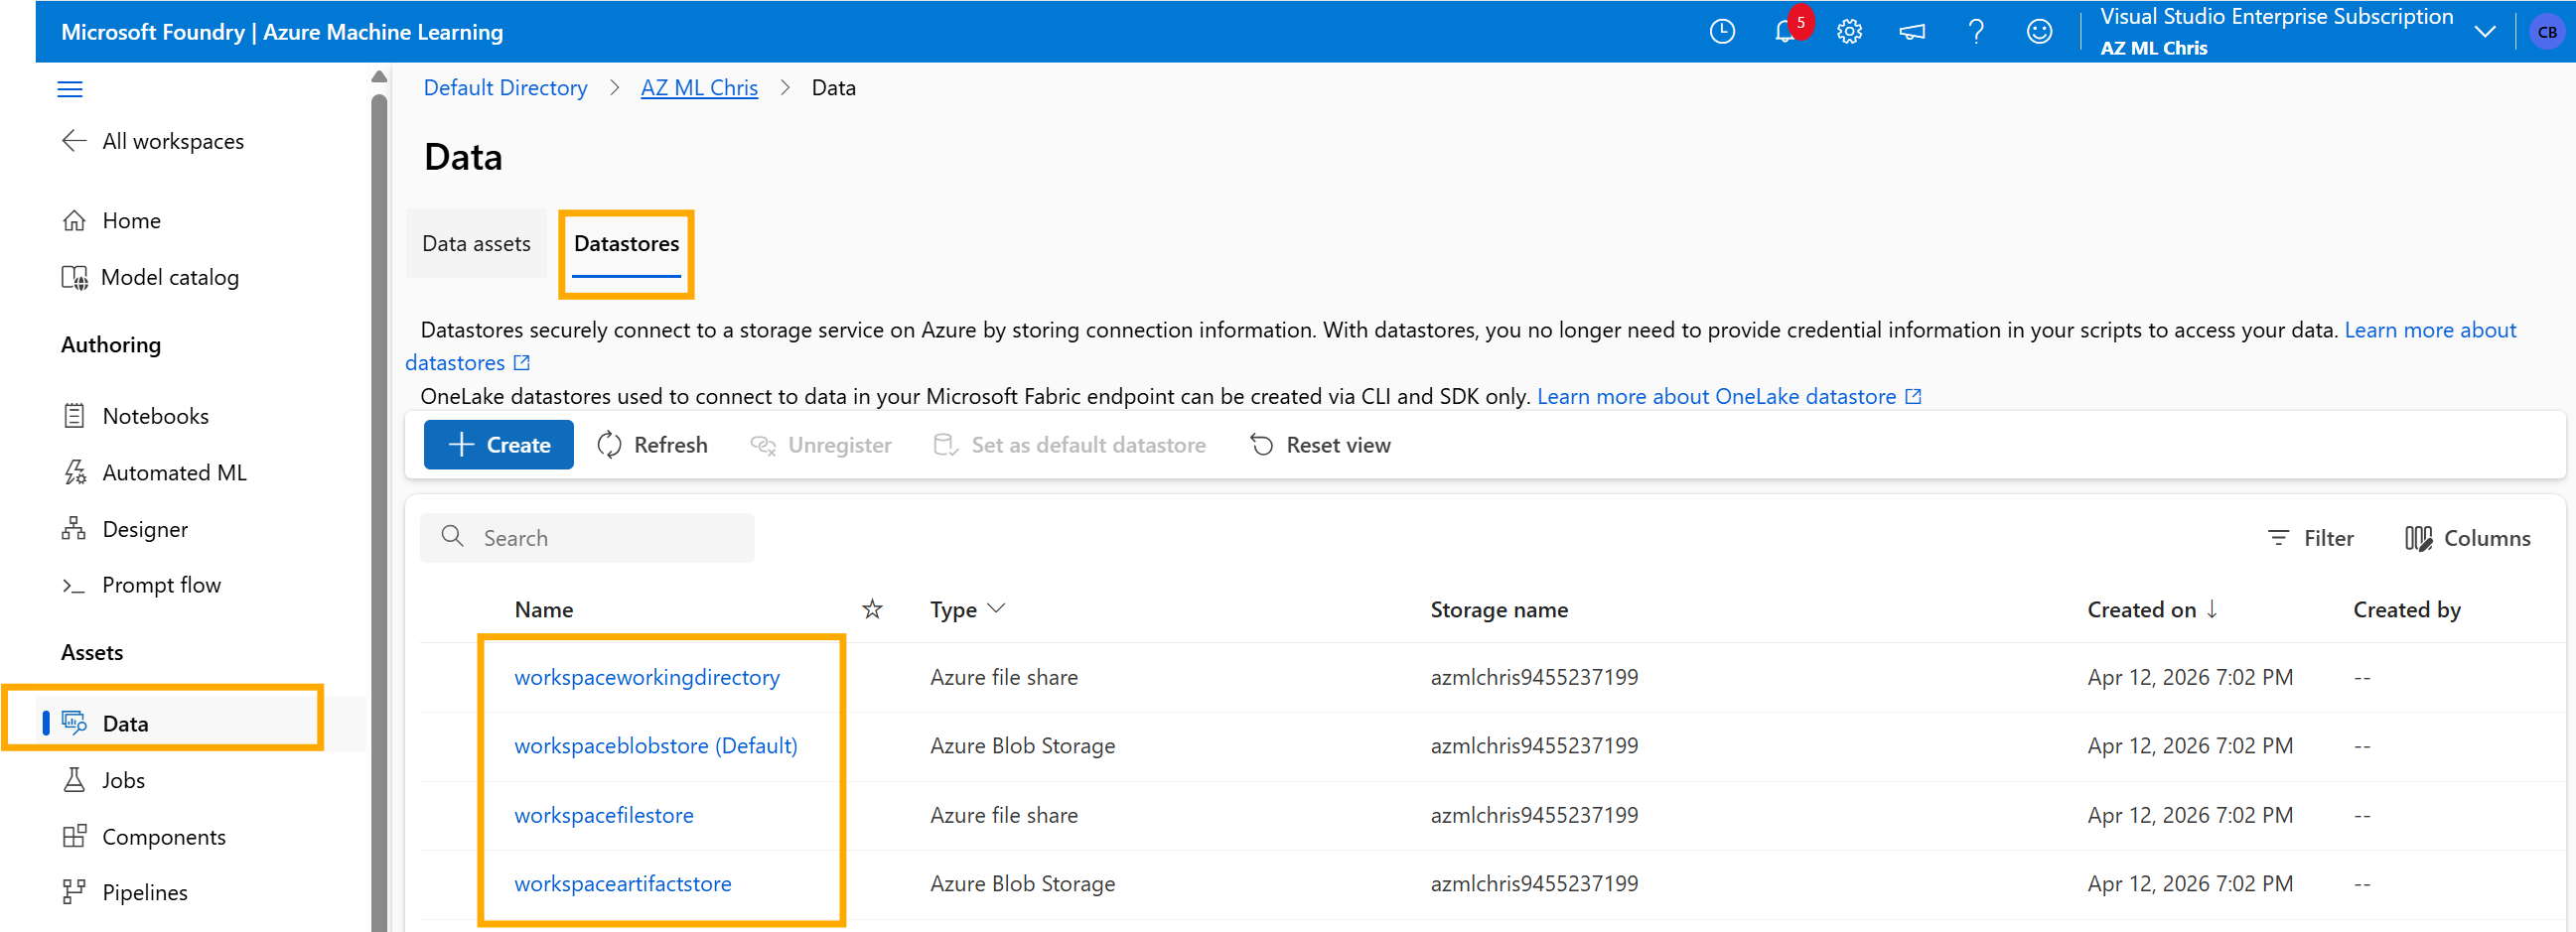 Microsoft Foundry | Azure Machine Learning
5
Visual Studio Enterprise Subscription
AZ ML Chris
CB
All workspaces
Home
Model catalog
Authoring
Notebooks
Automated ML
Designer
Prompt flow
Assets
Data
Jobs
Components
Pipelines
Default Directory > AZ ML Chris > Data
Data
Data assets Datastores
Datastores securely connect to a storage service on Azure by storing connection information. With datastores, you no longer need to provide credential information in your scripts to access your data. Learn more about
datastores
OneLake datastores used to connect to data in your Microsoft Fabric endpoint can be created via CLI and SDK only. Learn more about OneLake datastore
Create Refresh Unregister Set as default datastore Reset view
Search Filter Columns
Name Type Storage name Created on Created by
workspaceworkingdirectory Azure file share azmlchris9455237199 Apr 12, 2026 7:02 PM --
workspaceblobstore (Default) Azure Blob Storage azmlchris9455237199 Apr 12, 2026 7:02 PM --
workspacefilestore Azure file share azmlchris9455237199 Apr 12, 2026 7:02 PM --
workspaceartifactstore Azure Blob Storage azmlchris9455237199 Apr 12, 2026 7:02 PM --